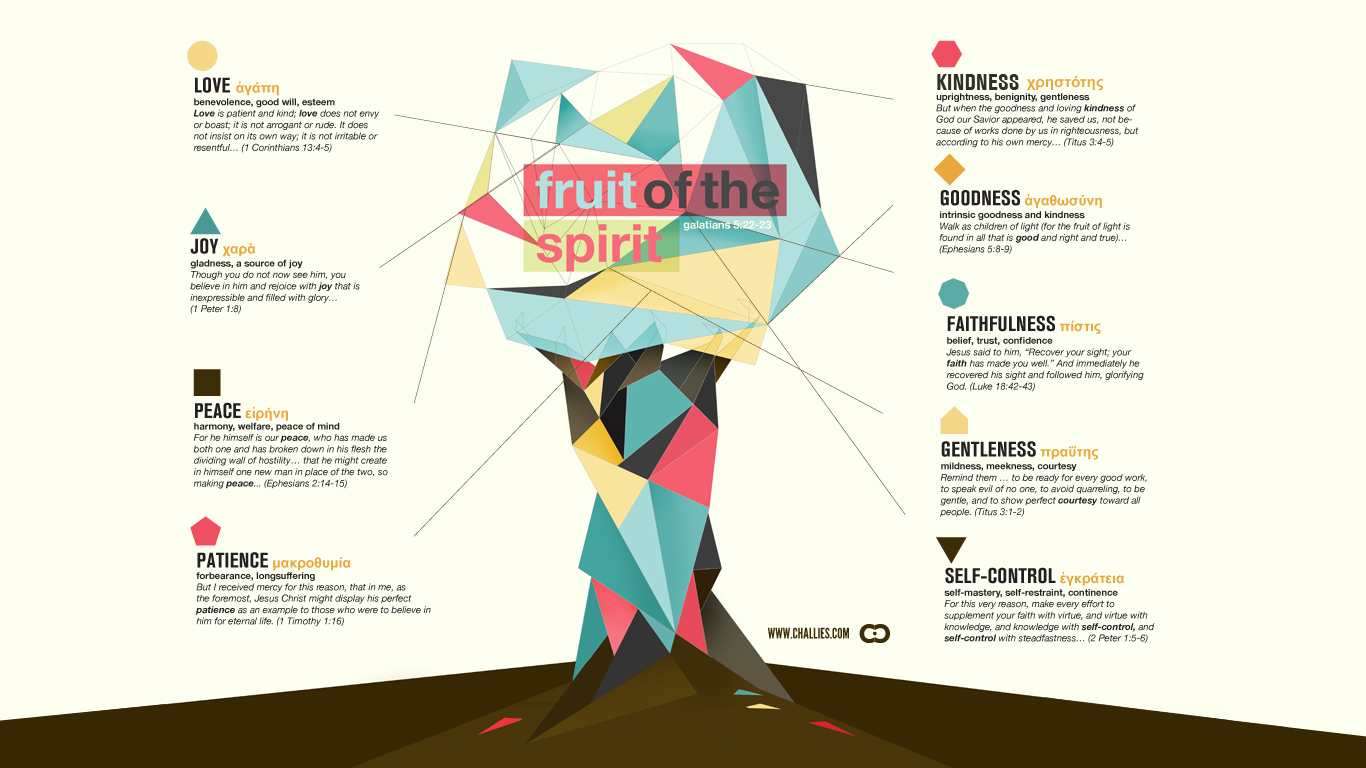 LOVE ἀγάπη
benevolence, good will, esteem
Love is patient and kind; love does not envy
or boast; it is not arrogant or rude. It does
not insist on its own way; it is not irritable or
resentful… (1 Corinthians 13:4-5)
JOY χαρὰ
gladness, a source of joy
Though you do not now see him, you
believe in him and rejoice with joy that is
inexpressible and filled with glory…
(1 Peter 1:8)
PEACE εἰρήνη
harmony, welfare, peace of mind
For he himself is our peace, who has made us
both one and has broken down in his flesh the
dividing wall of hostility… that he might create
in himself one new man in place of the two, so
making peace... (Ephesians 2:14-15)
PATIENCE μακροθυμία
forbearance, longsuffering
But I received mercy for this reason, that in me, as
the foremost, Jesus Christ might display his perfect
patience as an example to those who were to believe in
him for eternal life. (1 Timothy 1:16)
fruit of the
galatians 5:22-23
spirit
KINDNESS χρηστότης
uprightness, benignity, gentleness
But when the goodness and loving kindness of
God our Savior appeared, he saved us, not be-
cause of works done by us in righteousness, but
according to his own mercy… (Titus 3:4-5)
GOODNESS ἀγαθωσύνη
intrinsic goodness and kindness
Walk as children of light (for the fruit of light is
found in all that is good and right and true)…
(Ephesians 5:8-9)
FAITHFULNESS πίστις
belief, trust, confidence
Jesus said to him, “Recover your sight; your
faith has made you well.” And immediately he
recovered his sight and followed him, glorifying
God. (Luke 18:42-43)
GENTLENESS πραΰτης
mildness, meekness, courtesy
Remind them … to be ready for every good work,
to speak evil of no one, to avoid quarreling, to be
gentle, and to show perfect courtesy toward all
people. (Titus 3:1-2)
SELF-CONTROL ἐγκράτεια
self-mastery, self-restraint, continence
For this very reason, make every effort to
supplement your faith with virtue, and virtue with
knowledge, and knowledge with self-control, and
self-control with steadfastness… (2 Peter 1:5-6)
WWW.CHALLIES.COM